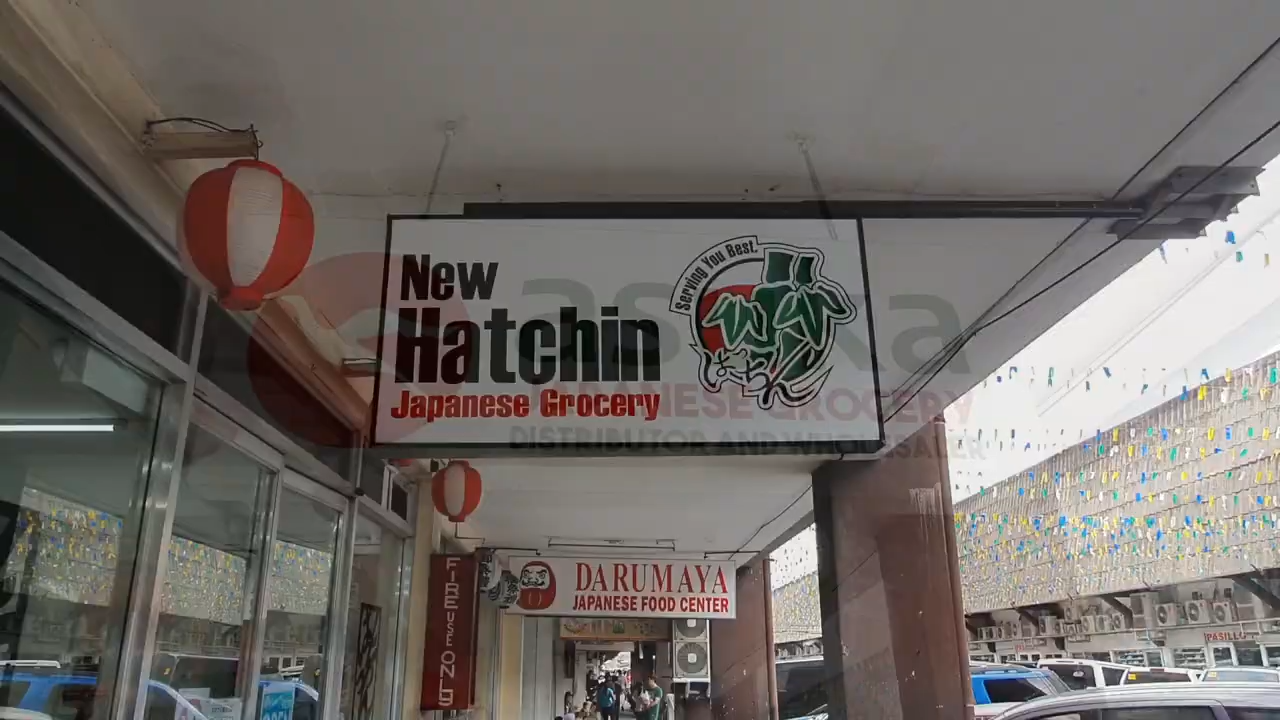 New
Hatchin
Japanese Grocery
Serving You Best.
はっちん
DARUMAYA
JAPANESE FOOD CENTER
FIRE USE ONLY
PASILLO
JAPANESE GROCERY
DISTRIBUTOR AND WHOLESALER